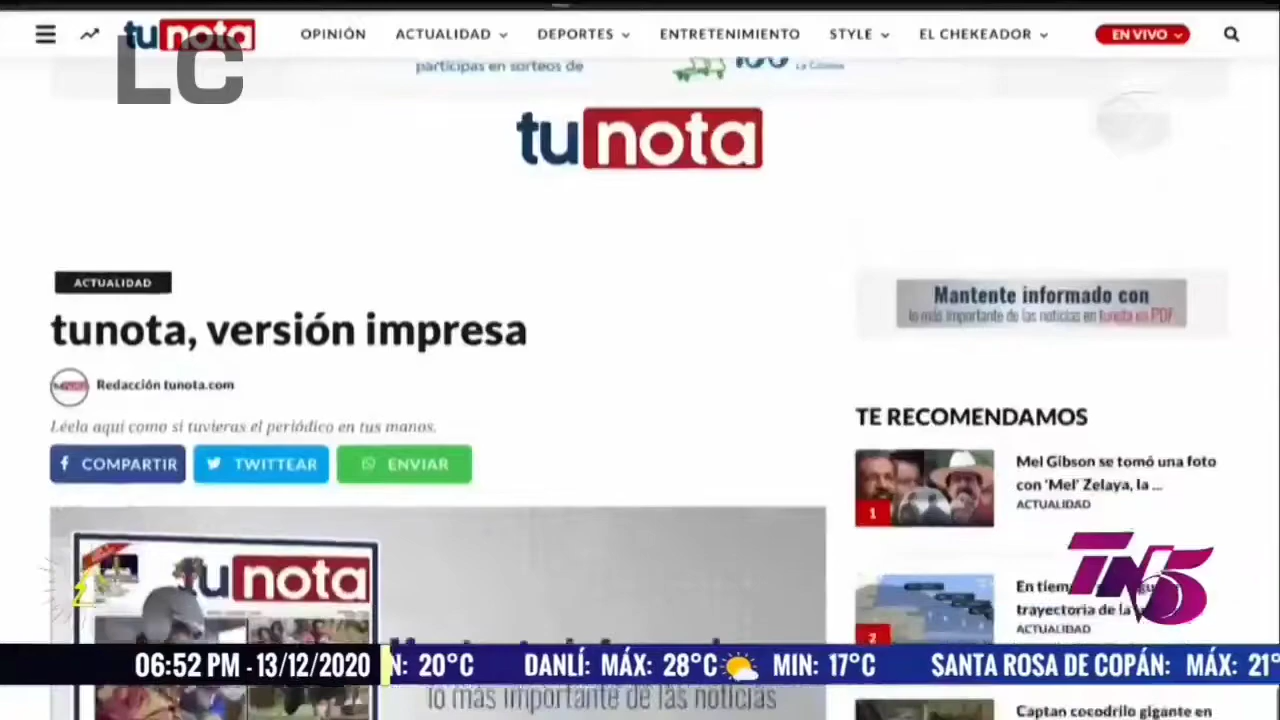 tunota
OPINIÓN
ACTUALIDAD
DEPORTES
ENTRETENIMIENTO
STYLE
EL CHEKEADOR
EN VIVO
LC
participas en sorteos de
100
La Colonia
tunota
ACTUALIDAD
tunota, versión impresa
Redacción tunota.com
Léela aquí como si tuvieras el periódico en tus manos.
COMPARTIR
TWITTEAR
ENVIAR
Mantente informado con
lo más importante de las noticias en tunota en PDF
TE RECOMENDAMOS
1
Mel Gibson se tomó una foto
con 'Mel' Zelaya, la ...
ACTUALIDAD
2
En tiem
trayectoria de la
ACTUALIDAD
TN5
tunota
lo más importante de las noticias
06:52 PM - 13/12/2020
N: 20°C
DANLÍ: MÁX: 28°C
MIN: 17°C
SANTA ROSA DE COPÁN: MÁX: 21°
Captan cocodrilo gigante en